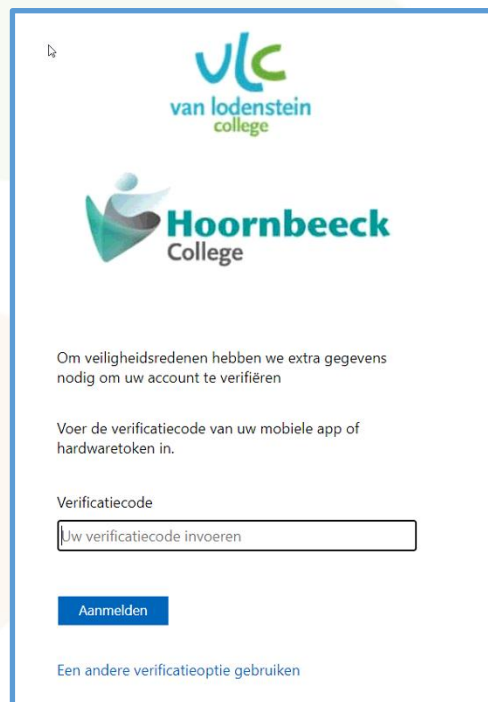 vlc
van lodenstein
college
Hoornbeeck
College
Om veiligheidsredenen hebben we extra gegevens
nodig om uw account te verifiëren
Voer de verificatiecode van uw mobiele app of
hardwaretoken in.
Verificatiecode
Uw verificatiecode invoeren
Aanmelden
Een andere verificatieoptie gebruiken